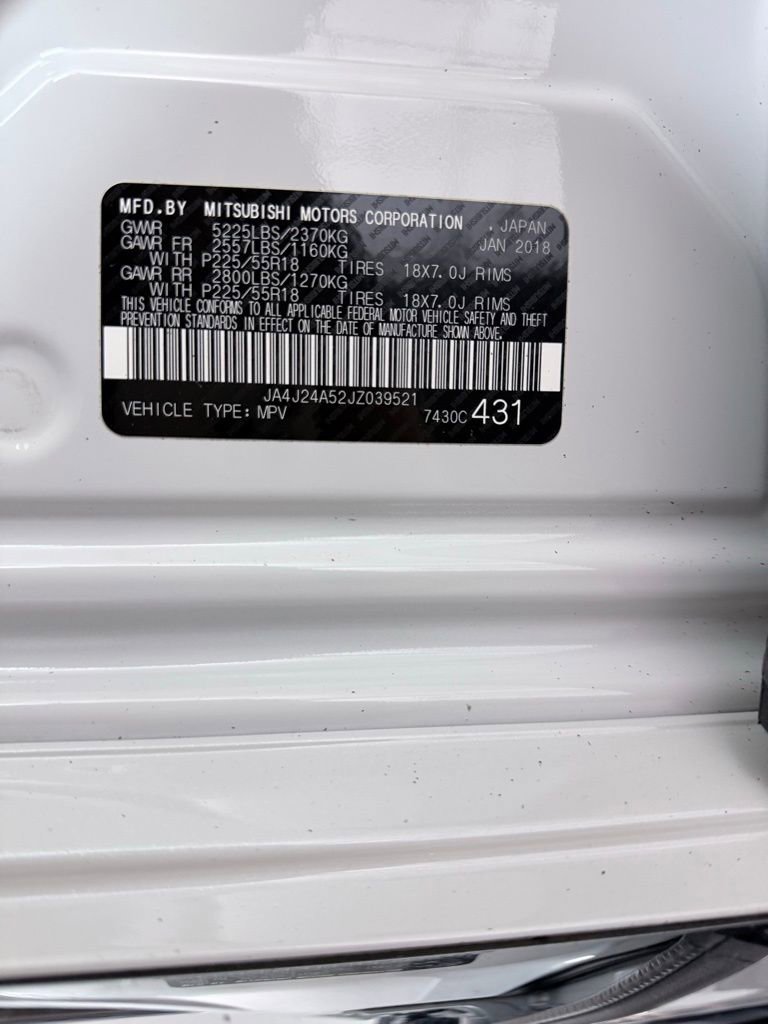 MFD.BY MITSUBISHI MOTORS CORPORATION , JAPAN
GWWR 5225LBS/2370KG JAN 2018
GAWR FR 2557LBS/1160KG
WITH P225/55R18 TIRES 18X7.0J RIMS
GAWR RR 2800LBS/1270KG
WITH P225/55R18 TIRES 18X7.0J RIMS
THIS VEHICLE CONFORMS TO ALL APPLICABLE FEDERAL MOTOR VEHICLE SAFETY AND THEFT
PREVENTION STANDARDS IN EFFECT ON THE DATE OF MANUFACTURE SHOWN ABOVE.
JA4J24A52JZ039521
VEHICLE TYPE: MPV 7430C 431